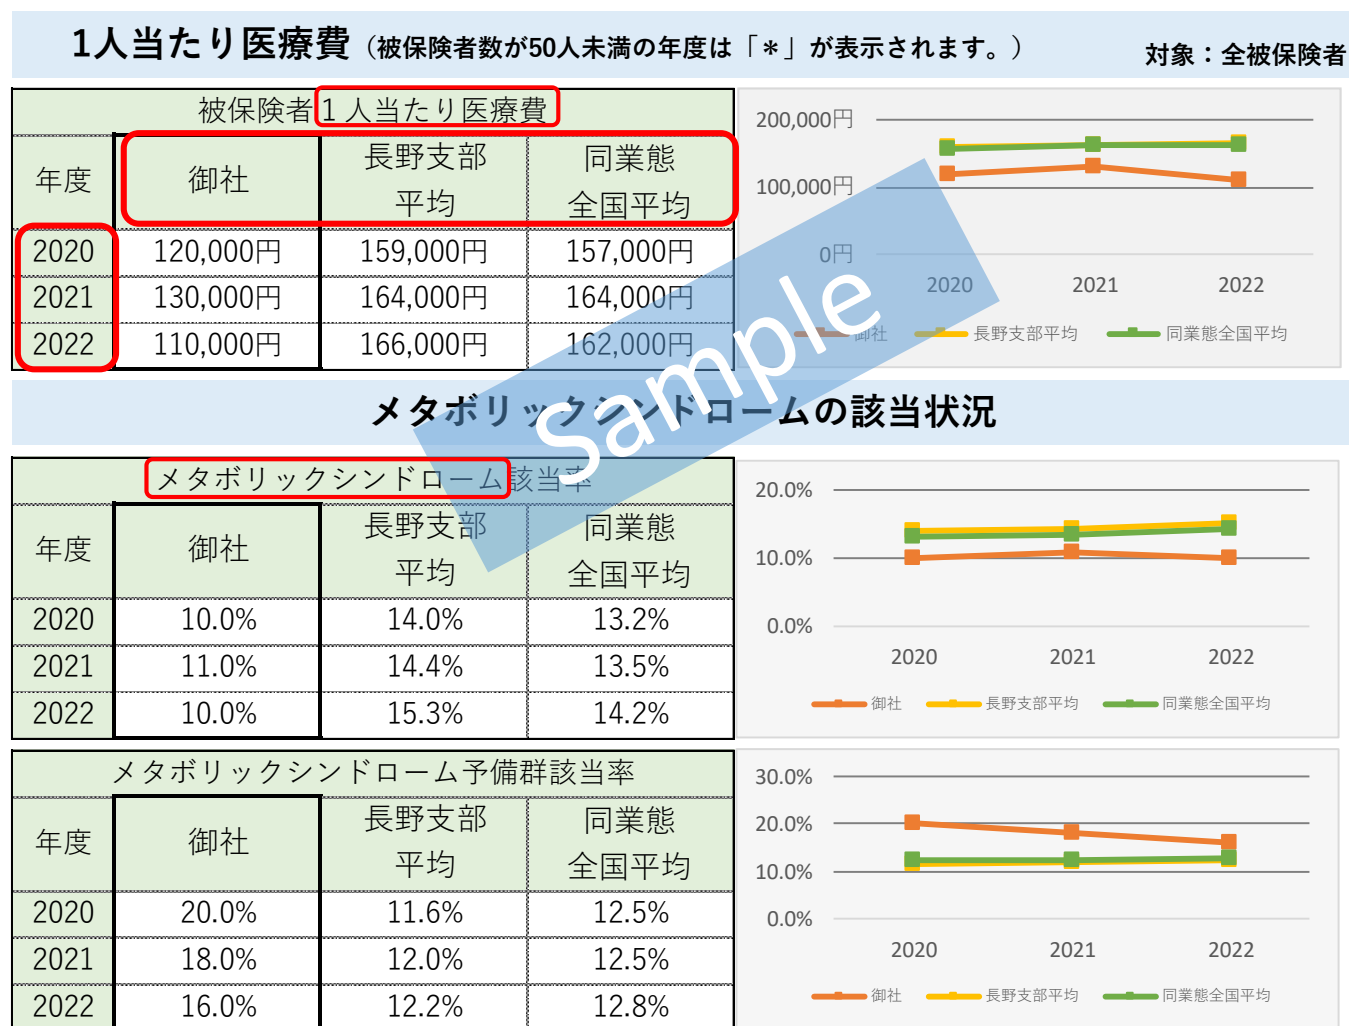 1人当たり医療費（被保険者数が50人未満の年度は「＊」が表示されます。） 対象：全被保険者
被保険者１人当たり医療費
年度 御社 長野支部平均 同業態全国平均
2020 120,000円 159,000円 157,000円
2021 130,000円 164,000円 164,000円
2022 110,000円 166,000円 162,000円
200,000円
100,000円
0円
2020 2021 2022
御社 長野支部平均 同業態全国平均
Sample
メタボリックシンドロームの該当状況
メタボリックシンドローム該当率
年度 御社 長野支部平均 同業態全国平均
2020 10.0% 14.0% 13.2%
2021 11.0% 14.4% 13.5%
2022 10.0% 15.3% 14.2%
20.0%
10.0%
0.0%
2020 2021 2022
御社 長野支部平均 同業態全国平均
メタボリックシンドローム予備群該当率
年度 御社 長野支部平均 同業態全国平均
2020 20.0% 11.6% 12.5%
2021 18.0% 12.0% 12.5%
2022 16.0% 12.2% 12.8%
30.0%
20.0%
10.0%
0.0%
2020 2021 2022
御社 長野支部平均 同業態全国平均